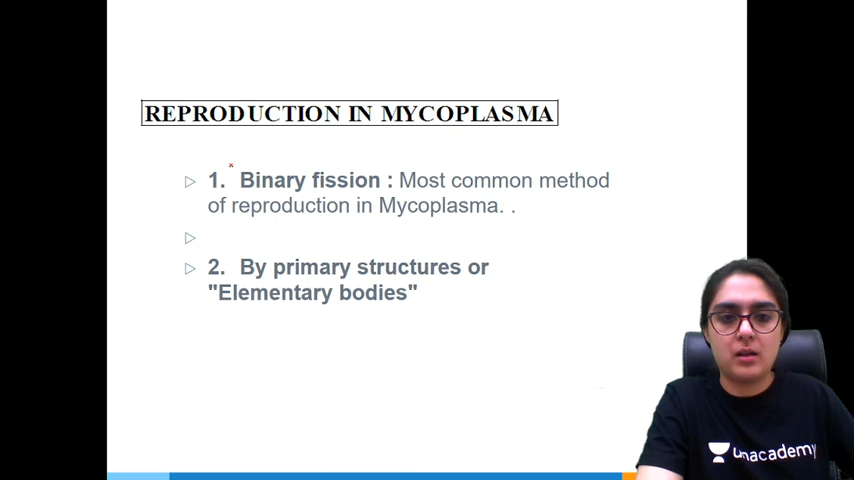 REPRODUCTION IN MYCOPLASMA
1. Binary fission : Most common method
of reproduction in Mycoplasma. .
2. By primary structures or
"Elementary bodies"
unacademy